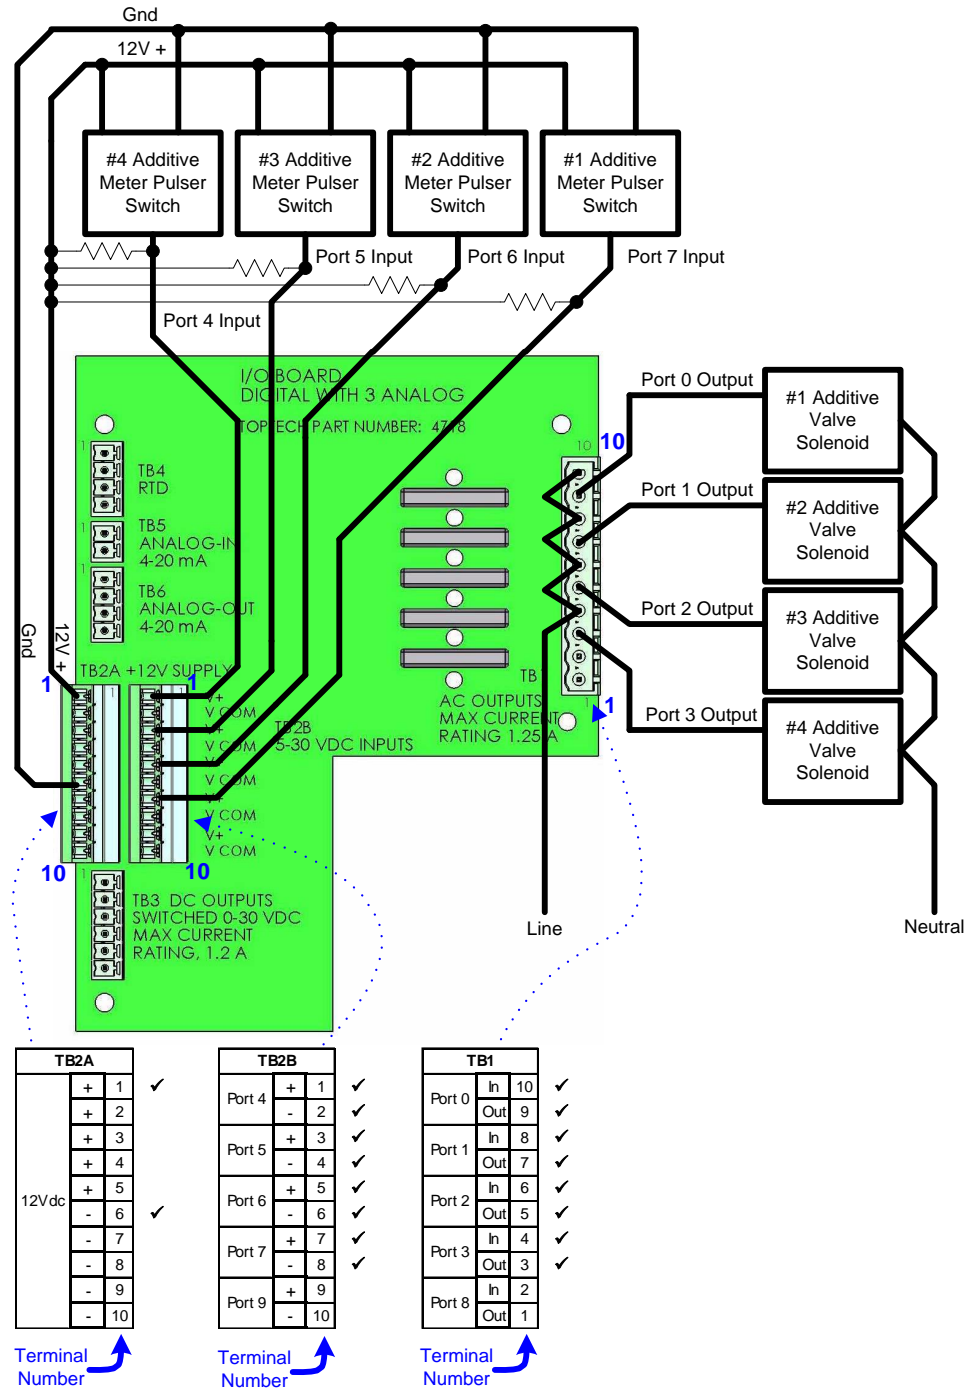 Gnd
12V +
#4 Additive
Meter Pulser
Switch
#3 Additive
Meter Pulser
Switch
#2 Additive
Meter Pulser
Switch
#1 Additive
Meter Pulser
Switch
Port 5 Input
Port 6 Input
Port 7 Input
Port 4 Input
I/O BOARD
DIGITAL WITH 3 ANALOG
TOPTECH PART NUMBER: 4718
Port 0 Output
#1 Additive
Valve
Solenoid
10
10
1
TB4
RTD
Port 1 Output
#2 Additive
Valve
Solenoid
1
TB5
ANALOG-IN
4-20 mA
1
TB6
ANALOG-OUT
4-20 mA
Port 2 Output
#3 Additive
Valve
Solenoid
Gnd
12V +
TB2A +12V SUPPLY
1
1
1
1
V+
V COM
V+
V COM
V COM
V+
V COM
V+
V COM
TB2B
5-30 VDC INPUTS
TB
AC OUTPUTS
MAX CURRENT
RATING 1.25 A
1
1
Port 3 Output
#4 Additive
Valve
Solenoid
10
10
1
TB3 DC OUTPUTS
SWITCHED 0-30 VDC
MAX CURRENT
RATING, 1.2 A
Line
Neutral
TB2A
12Vdc
+ 1 ✓
+ 2
+ 3
+ 4
+ 5
- 6 ✓
- 7
- 8
- 9
- 10
Terminal
Number
TB2B
Port 4 + 1 ✓
- 2 ✓
Port 5 + 3 ✓
- 4 ✓
Port 6 + 5 ✓
- 6 ✓
Port 7 + 7 ✓
- 8 ✓
Port 9 + 9
- 10
Terminal
Number
TB1
Port 0 In 10 ✓
Out 9 ✓
Port 1 In 8 ✓
Out 7 ✓
Port 2 In 6 ✓
Out 5 ✓
Port 3 In 4 ✓
Out 3 ✓
Port 8 In 2
Out 1
Terminal
Number